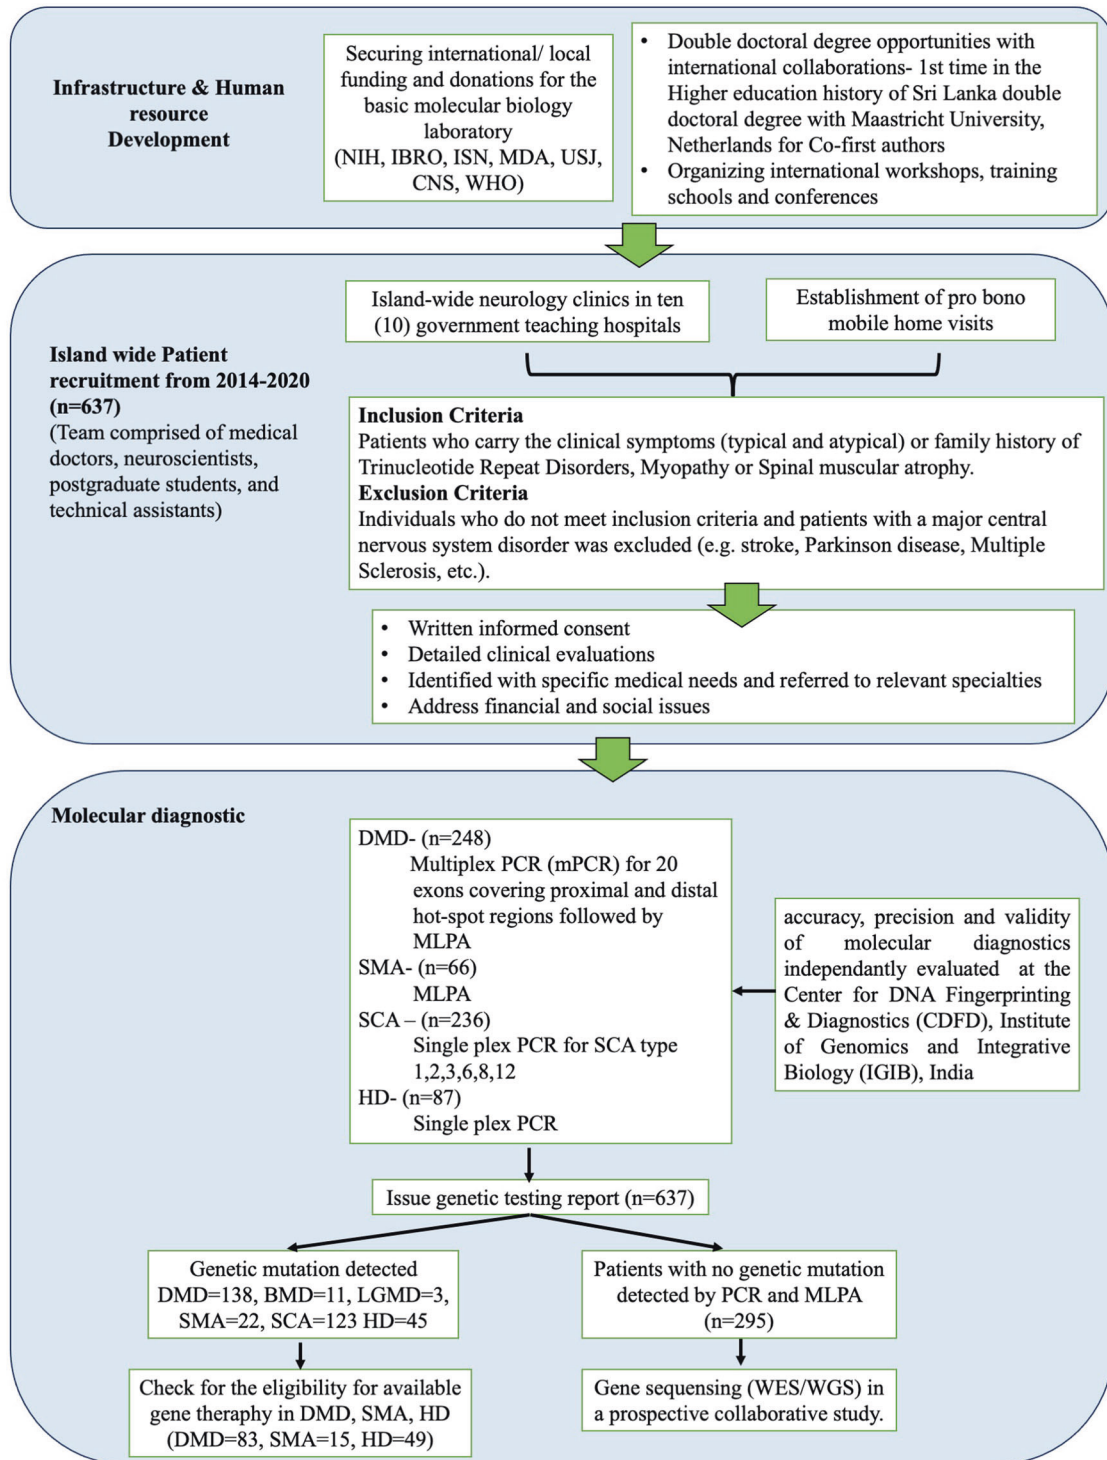 Infrastructure & Human
resource
Development
Securing international/ local
funding and donations for the
basic molecular biology
laboratory
(NIH, IBRO, ISN, MDA, USJ,
CNS, WHO)
• Double doctoral degree opportunities with
international collaborations- 1st time in the
Higher education history of Sri Lanka double
doctoral degree with Maastricht University,
Netherlands for Co-first authors
• Organizing international workshops, training
schools and conferences
Island wide Patient
recruitment from 2014-2020
(n=637)
(Team comprised of medical
doctors, neuroscientists,
postgraduate students, and
technical assistants)
Island-wide neurology clinics in ten
(10) government teaching hospitals
Establishment of pro bono
mobile home visits
Inclusion Criteria
Patients who carry the clinical symptoms (typical and atypical) or family history of
Trinucleotide Repeat Disorders, Myopathy or Spinal muscular atrophy.
Exclusion Criteria
Individuals who do not meet inclusion criteria and patients with a major central
nervous system disorder was excluded (e.g. stroke, Parkinson disease, Multiple
Sclerosis, etc.).
• Written informed consent
• Detailed clinical evaluations
• Identified with specific medical needs and referred to relevant specialties
• Address financial and social issues
Molecular diagnostic
DMD- (n=248)
Multiplex PCR (mPCR) for 20
exons covering proximal and distal
hot-spot regions followed by
MLPA
SMA- (n=66)
MLPA
SCA – (n=236)
Single plex PCR for SCA type
1,2,3,6,8,12
HD- (n=87)
Single plex PCR
accuracy, precision and validity
of molecular diagnostics
independantly evaluated at the
Center for DNA Fingerprinting
& Diagnostics (CDFD), Institute
of Genomics and Integrative
Biology (IGIB), India
Issue genetic testing report (n=637)
Genetic mutation detected
DMD=138, BMD=11, LGMD=3,
SMA=22, SCA=123 HD=45
Patients with no genetic mutation
detected by PCR and MLPA
(n=295)
Check for the eligibility for available
gene theraphy in DMD, SMA, HD
(DMD=83, SMA=15, HD=49)
Gene sequencing (WES/WGS) in
a prospective collaborative study.